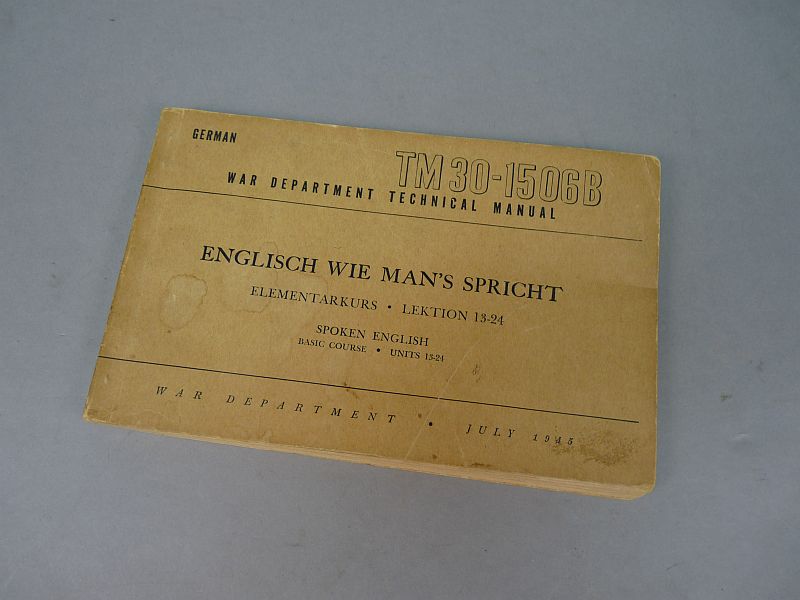 GERMAN
TM 30-1506B
WAR DEPARTMENT TECHNICAL MANUAL
ENGLISCH WIE MAN'S SPRICHT
ELEMENTARKURS • LEKTION 13-24
SPOKEN ENGLISH
BASIC COURSE • UNITS 13-24
WAR DEPARTMENT • JULY 1945